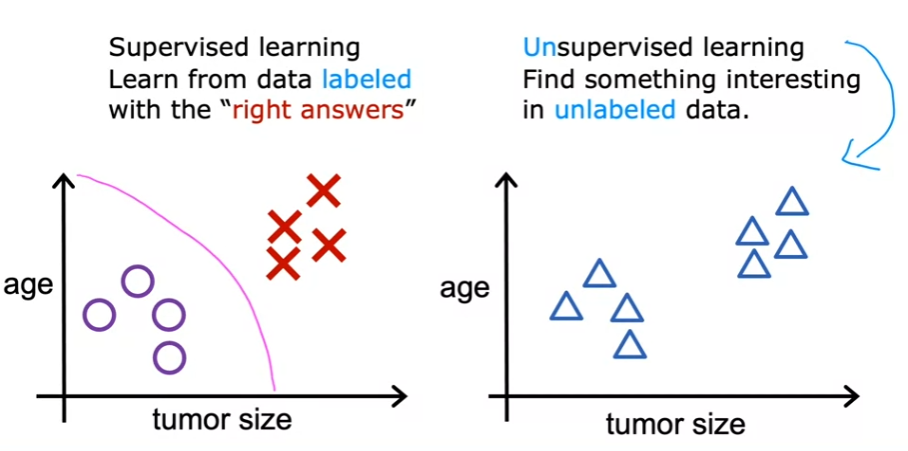 Supervised learning
Learn from data labeled
with the “right answers”
age
tumor size
Unsupervised learning
Find something interesting
in unlabeled data.
age
tumor size